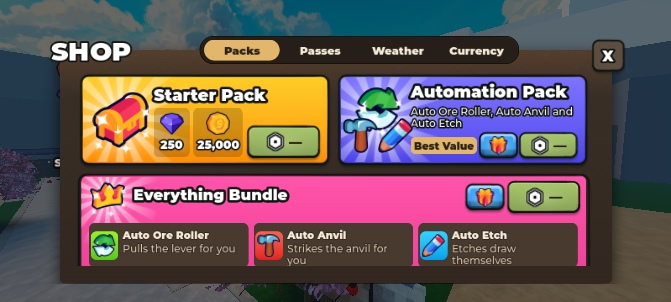 SHOP
Packs Passes Weather Currency
X
Starter Pack
250 25,000 —
Automation Pack
Auto Ore Roller, Auto Anvil and
Auto Etch
Best Value —
Everything Bundle —
Auto Ore Roller
Pulls the lever for you
Auto Anvil
Strikes the anvil for
you
Auto Etch
Etches draw
themselves